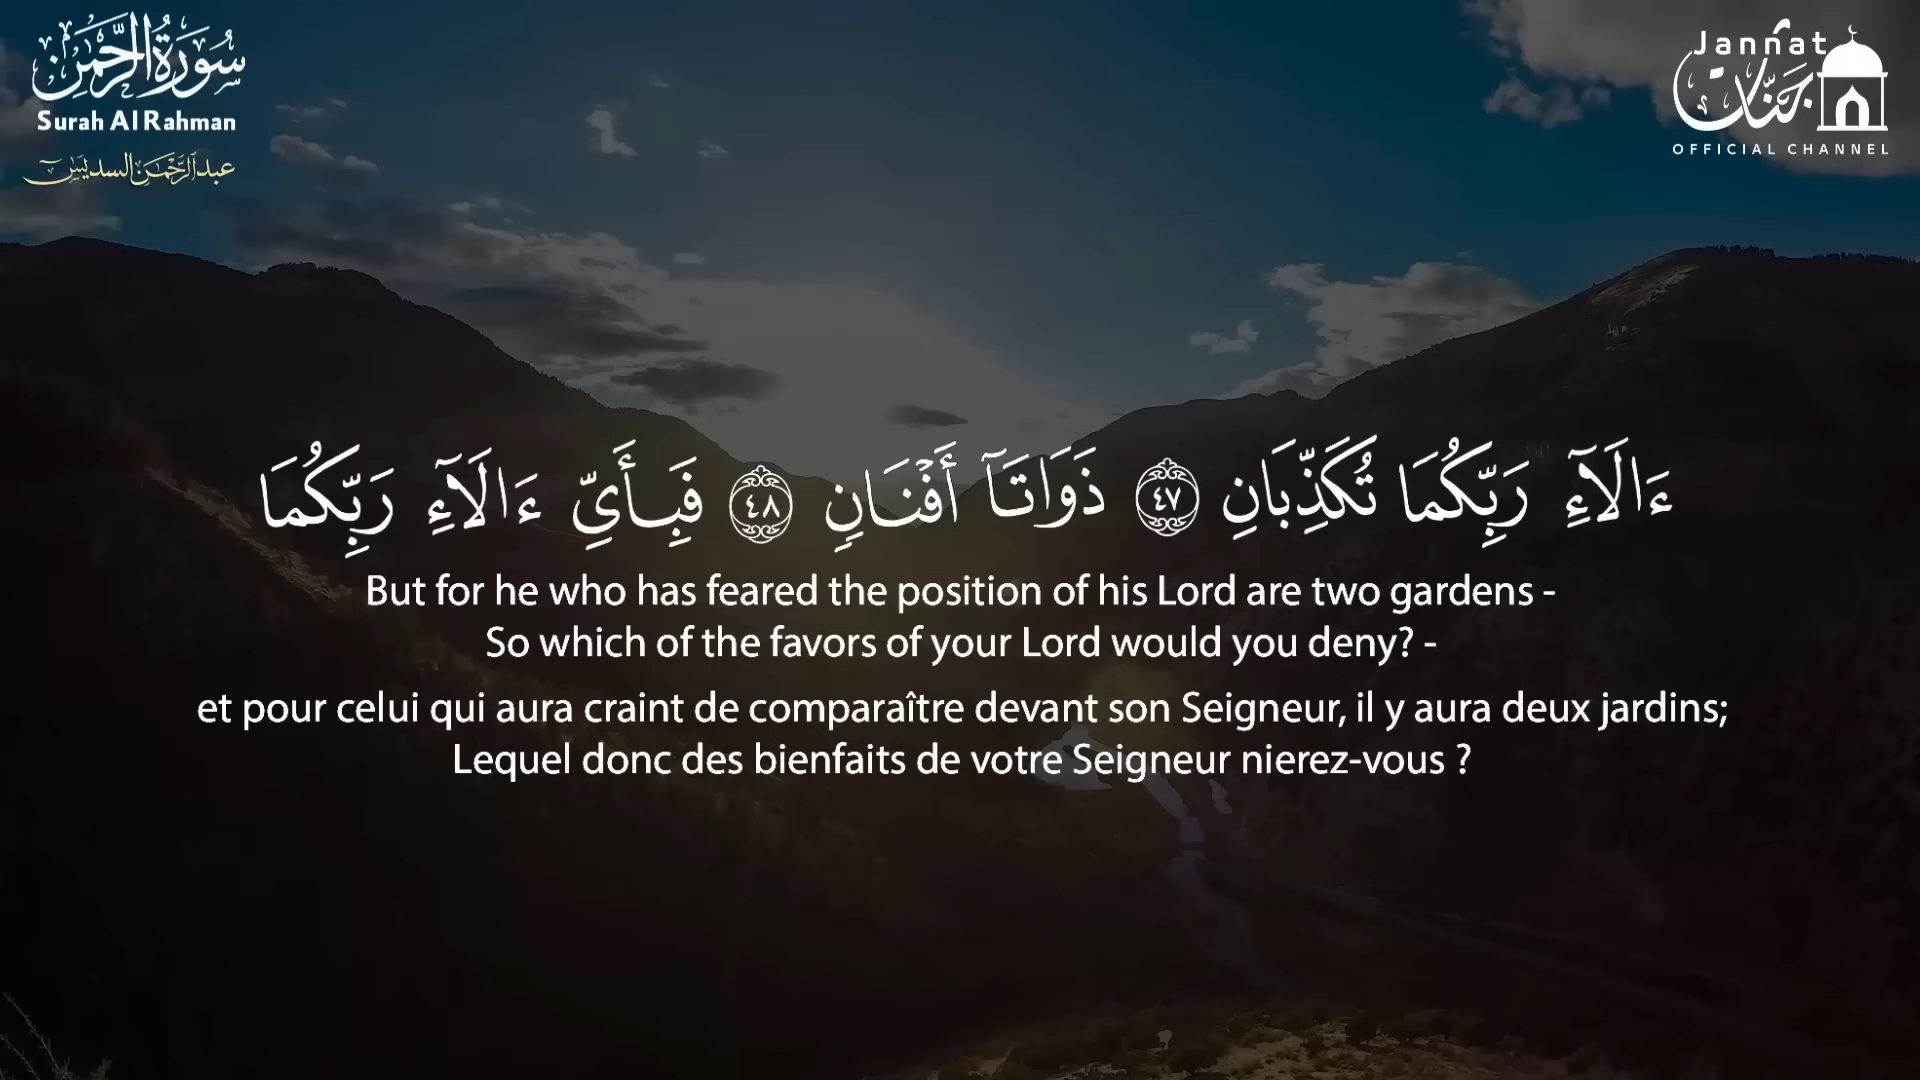 سُورَةُ الرَّحْمَٰن
Surah Al Rahman
عبد الرَّحْمَن السديس
Jannat
جَنَّات
OFFICIAL CHANNEL
ءَالَآءِ رَبِّكُمَا تُكَذِّبَانِ ٤٧ ذَوَاتَآ أَفْنَانٍ ٤٨ فَبِأَيِّ ءَالَآءِ رَبِّكُمَا
But for he who has feared the position of his Lord are two gardens -
So which of the favors of your Lord would you deny? -
et pour celui qui aura craint de comparaître devant son Seigneur, il y aura deux jardins;
Lequel donc des bienfaits de votre Seigneur nierez-vous ?